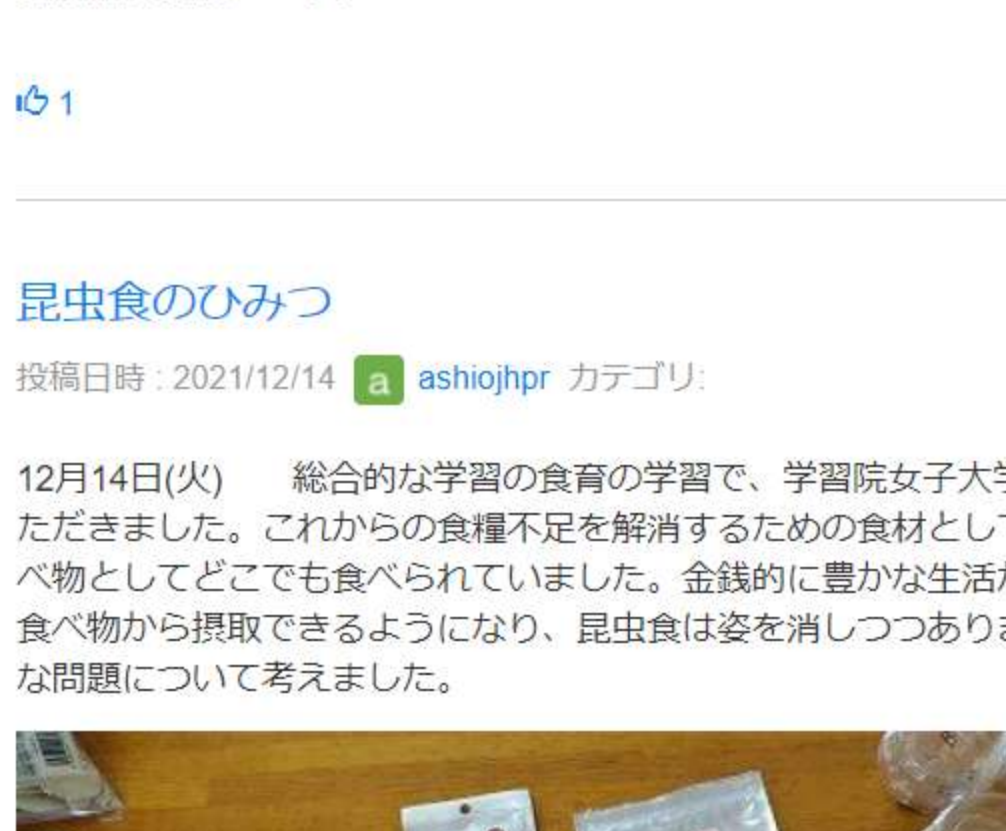 1
昆虫食のひみつ
投稿日時 : 2021/12/14 a ashiojhpr カテゴリ:
12月14日(火)　　総合的な学習の食育の学習で、学習院女子大学
ただきました。これからの食糧不足を解消するための食材とし
べ物としてどこでも食べられていました。金銭的に豊かな生活
食べ物から摂取できるようになり、昆虫食は姿を消しつつあり
な問題について考えました。